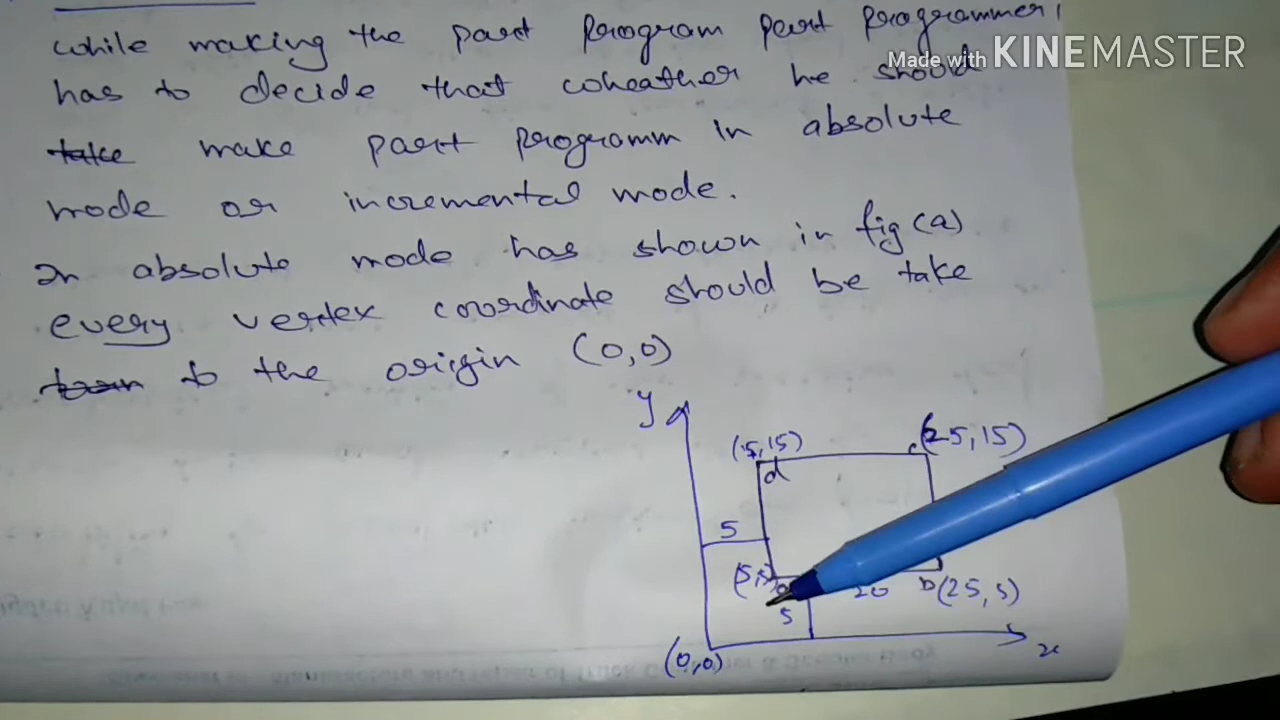 while making the part program part programmer,
Made with KINEMASTER
has to decide that wheather he should
take make part programm in absolute
mode or incremental mode.
In absolute mode has shown in fig (a)
every vertex coordinate should be take
to the origin (0,0)
y
(5,15) c (25,15)
d
5
(5,5) 20 b (25,5)
5
(0,0) x